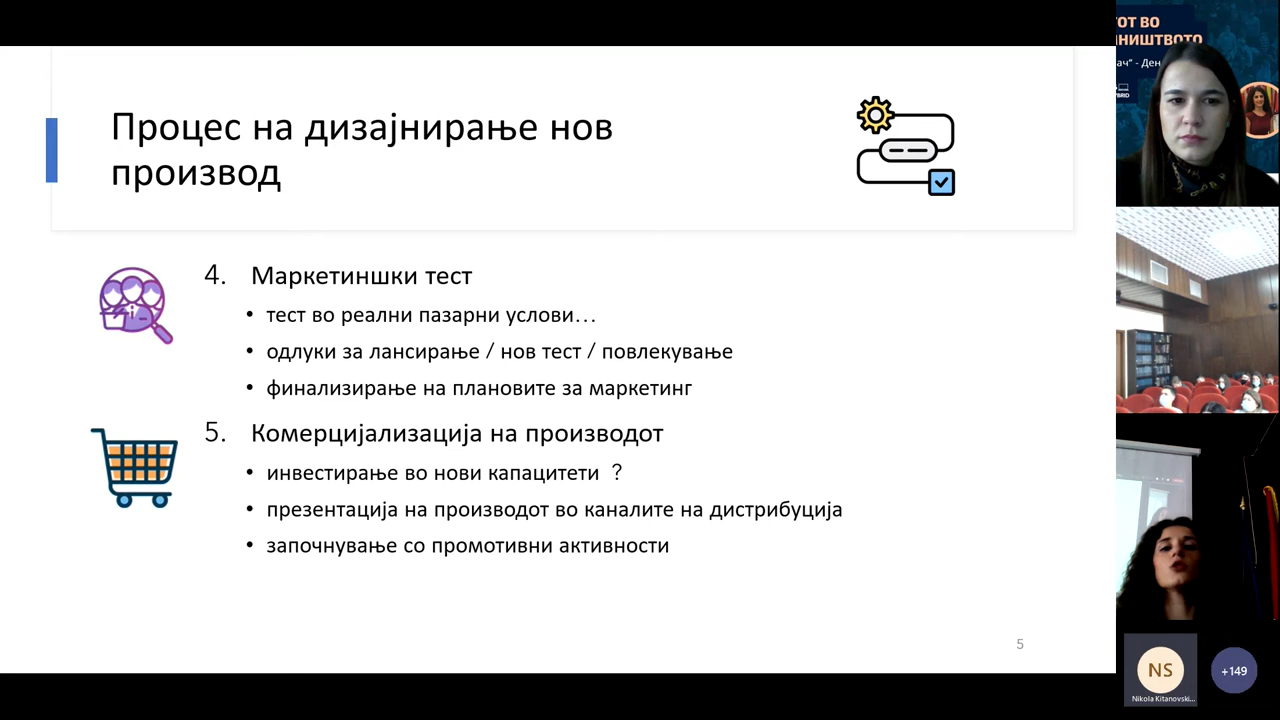 Процес на дизајнирање нов
производ
4. Маркетиншки тест
• тест во реални пазарни услови…
• одлуки за лансирање / нов тест / повлекување
• финализирање на плановите за маркетинг
5. Комерцијализација на производот
• инвестирање во нови капацитети ?
• презентација на производот во каналите на дистрибуција
• започнување со промотивни активности
5
ОТ ВО
НИШТВОТО
ач“ - Ден
NS
Nikola Kitanovski...
+149